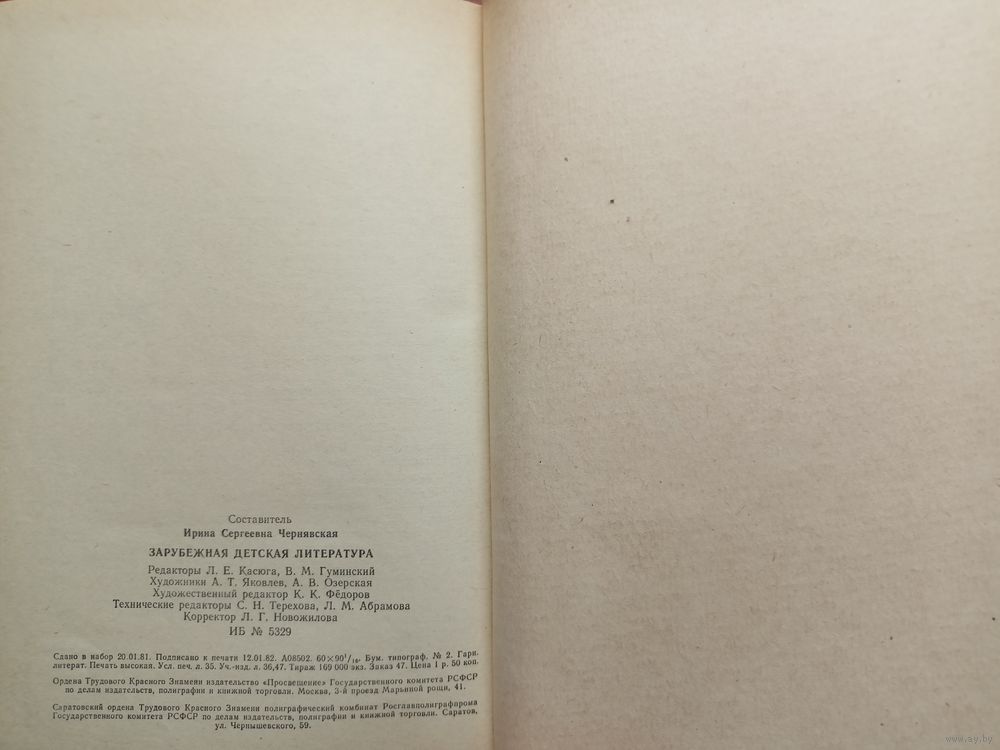 Составитель
Ирина Сергеевна Чернявская
ЗАРУБЕЖНАЯ ДЕТСКАЯ ЛИТЕРАТУРА
Редакторы Л. Е. Касюга, В. М. Гуминский
Художники А. Т. Яковлев, А. В. Озерская
Художественный редактор К. К. Фёдоров
Технические редакторы С. Н. Терехова, Л. М. Абрамова
Корректор Л. Г. Новожилова
ИБ № 5329
Сдано в набор 20.01.81. Подписано к печати 12.01.82. А08502. 60×90¹/₁₆. Бум. типограф. № 2. Гарн.
литерат. Печать высокая. Усл. печ. л. 35. Уч.-изд. л. 36,47. Тираж 169 000 экз. Заказ 47. Цена 1 р. 50 коп.
Ордена Трудового Красного Знамени издательство «Просвещение» Государственного комитета РСФСР
по делам издательств, полиграфии и книжной торговли. Москва, 3-й проезд Марьиной рощи, 41.
Саратовский ордена Трудового Красного Знамени полиграфический комбинат Росглавполиграфпрома
Государственного комитета РСФСР по делам издательств, полиграфии и книжной торговли. Саратов,
ул. Чернышевского, 59.
www.ay.by